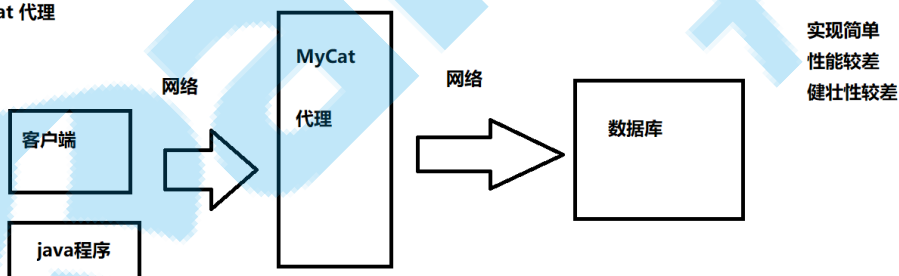 at 代理
实现简单
性能较差
健壮性较差
MyCat
代理
网络
网络
客户端
数据库
java程序